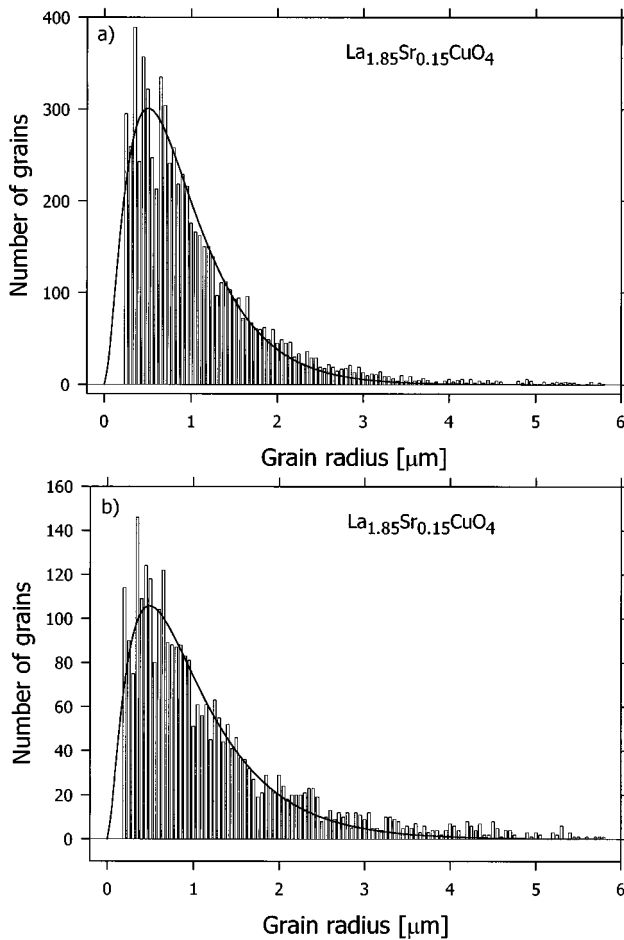 a)
La1.85Sr0.15CuO4
Number of grains
400
300
200
100
0
0 1 2 3 4 5 6
Grain radius [μm]
b)
La1.85Sr0.15CuO4
Number of grains
160
140
120
100
80
60
40
20
0
0 1 2 3 4 5 6
Grain radius [μm]